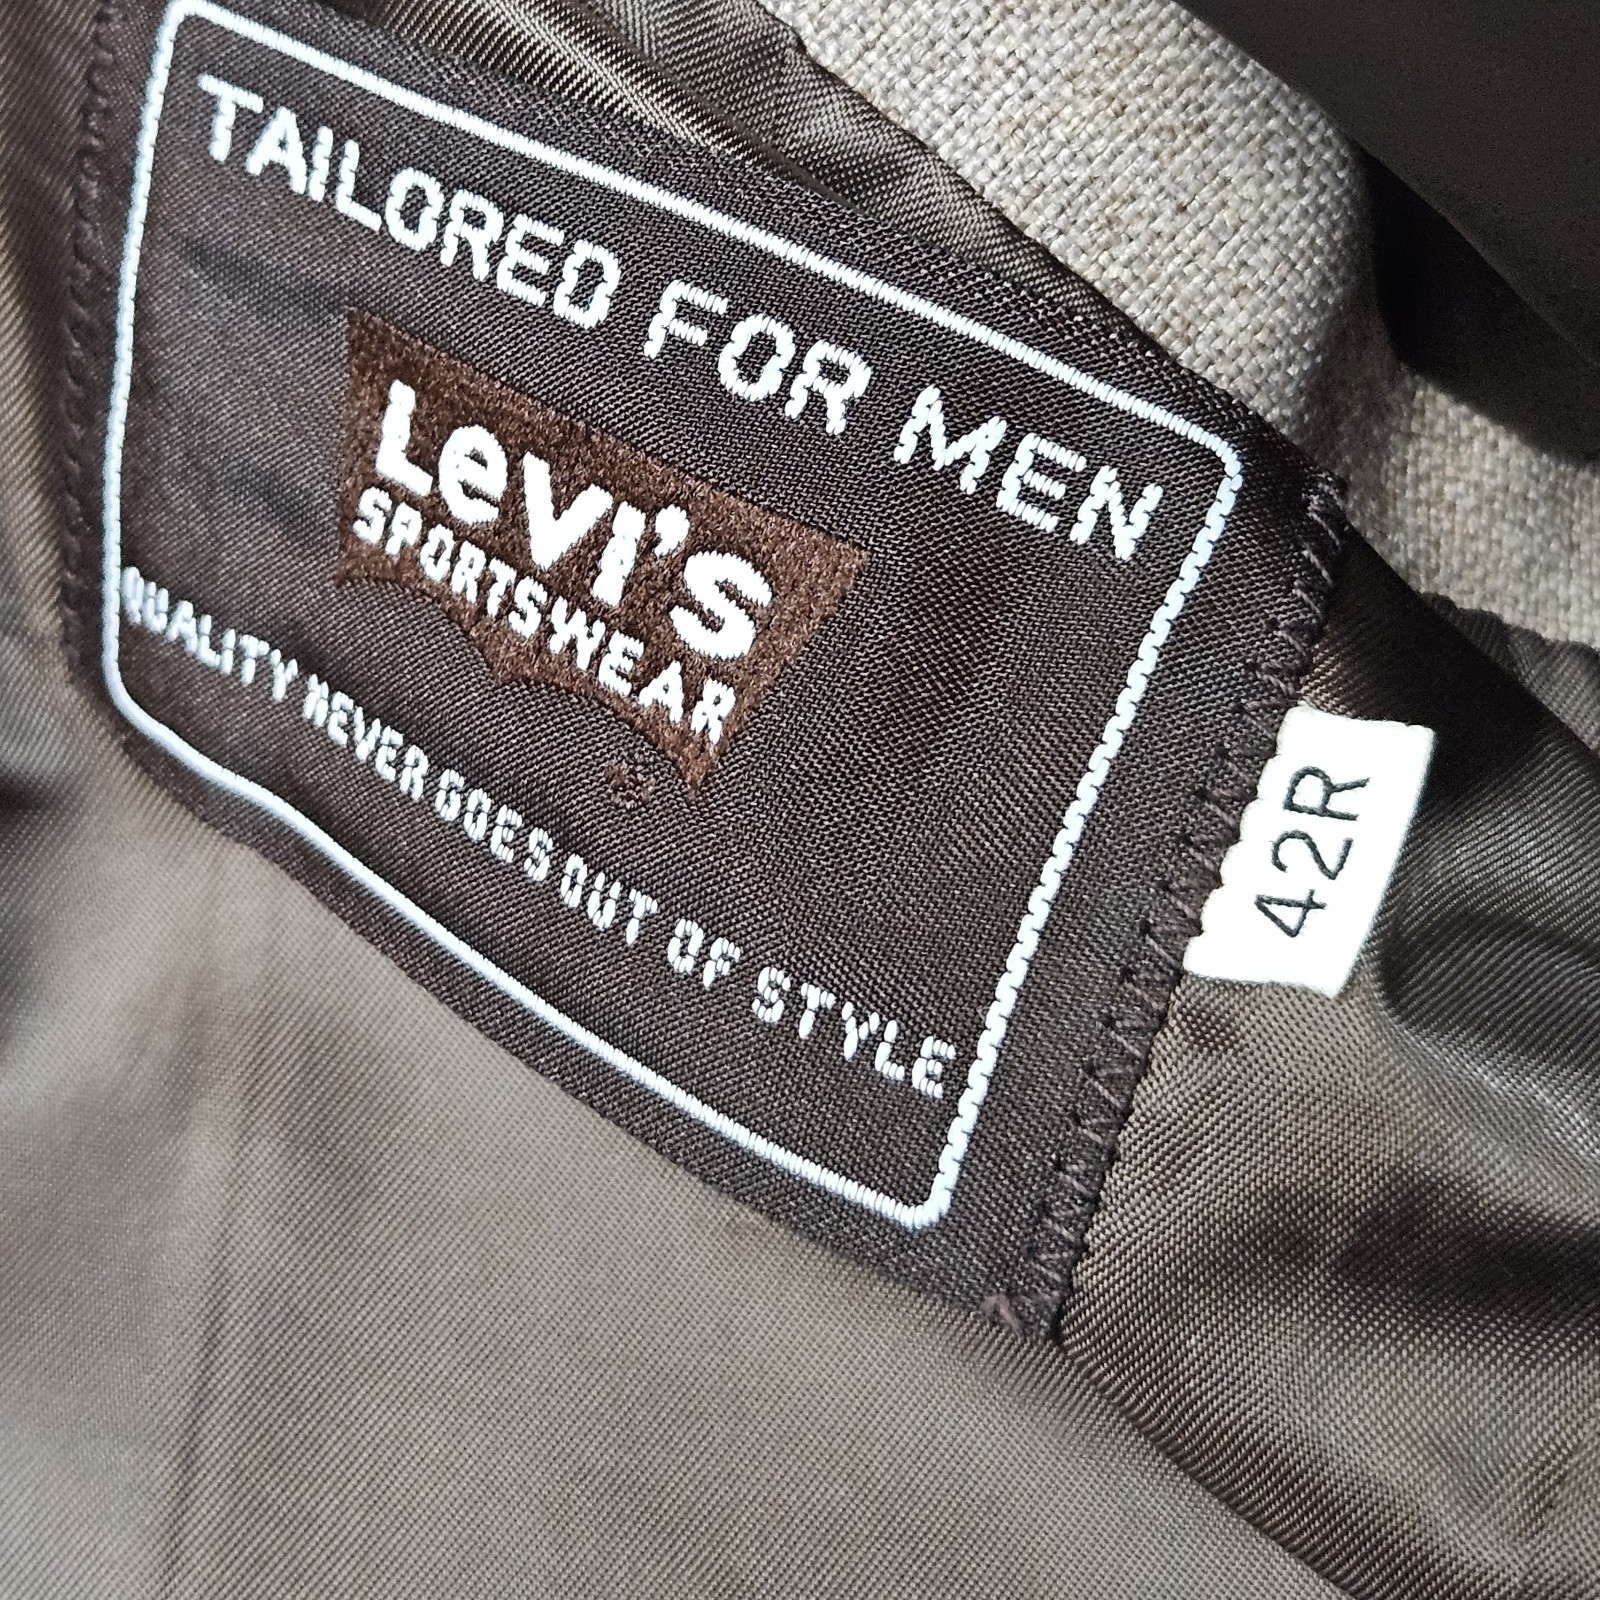 TAILORED FOR MEN
Levi's
SPORTSWEAR
QUALITY NEVER GOES OUT OF STYLE
42R